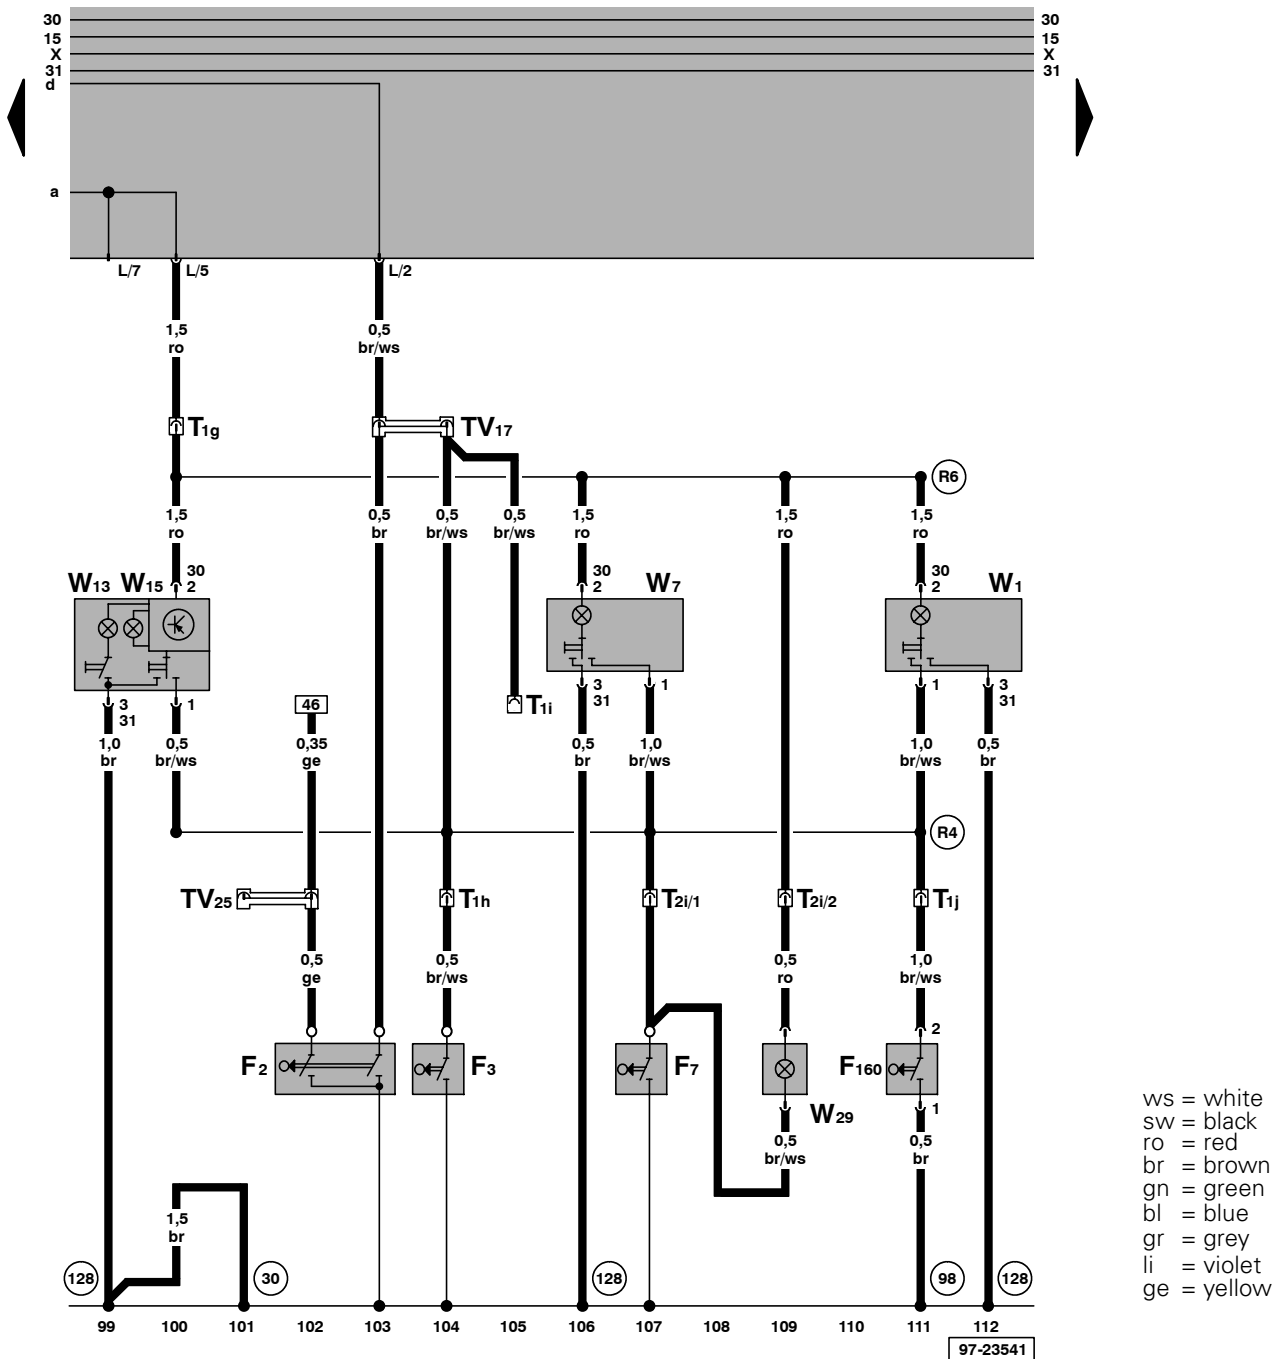 30 30
15 15
X X
31 31
d
a
L/7 L/5 L/2
1,5 0,5
ro br/ws
T1g TV17
R6
1,5 0,5 0,5 0,5 1,5 1,5 1,5
ro br br/ws br/ws ro ro ro
W13 W15 30 30 W7 30 W1
2 2 2
3 1 3 1 1 3
31 31 31
46 T1i
1,0 0,5 0,35 0,5 1,0 1,0 0,5
br br/ws ge br br/ws br/ws br
R4
TV25 T1h T2i/1 T2i/2 T1j
0,5 0,5 0,5 1,0
ge br/ws ro br/ws
2
F2 F3 F7 F160
W29 1
0,5 0,5
br/ws br
1,5
br
128 30 128 98 128
99 100 101 102 103 104 105 106 107 108 109 110 111 112
97-23541
ws = white
sw = black
ro = red
br = brown
gn = green
bl = blue
gr = grey
li = violet
ge = yellow